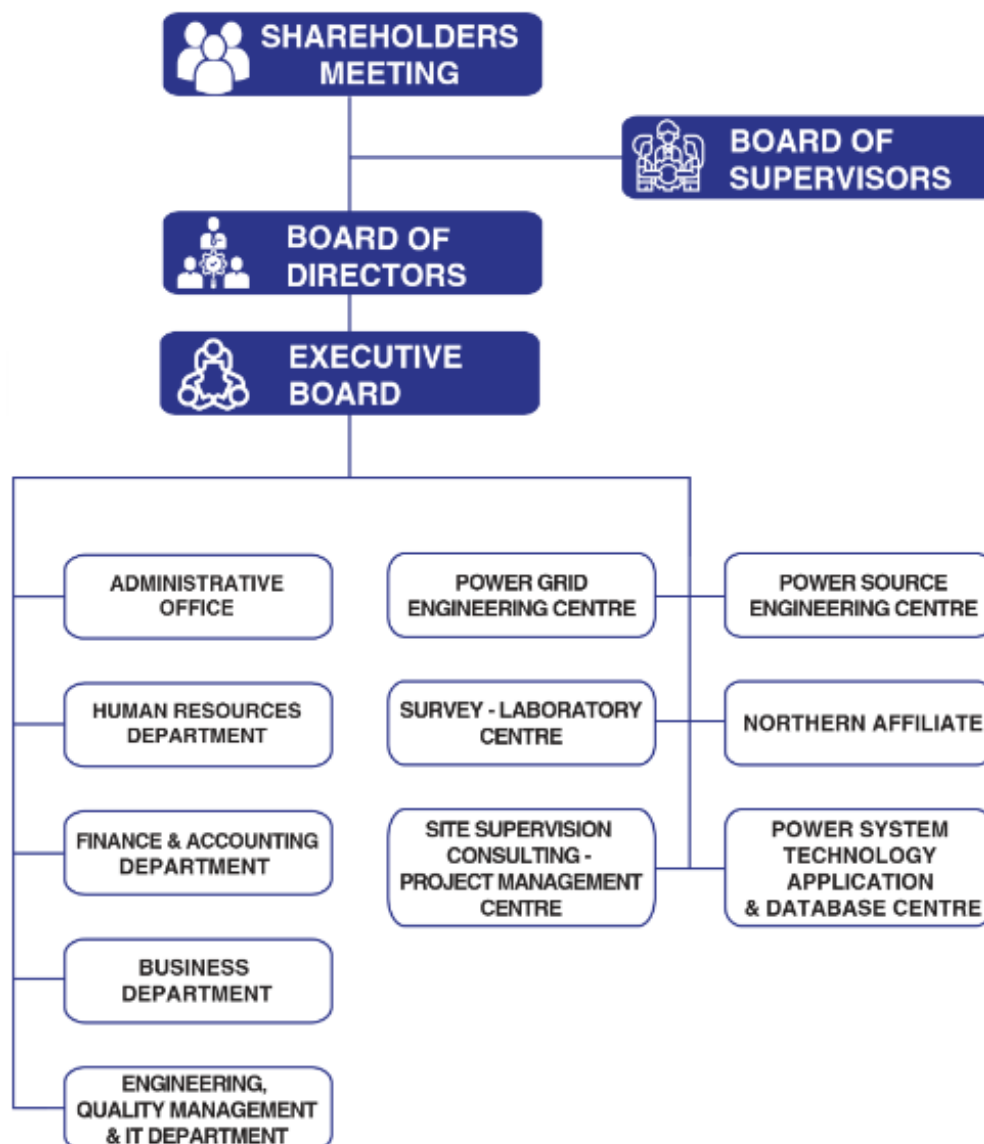 SHAREHOLDERS
MEETING
BOARD OF
SUPERVISORS
BOARD OF
DIRECTORS
EXECUTIVE
BOARD
ADMINISTRATIVE
OFFICE
HUMAN RESOURCES
DEPARTMENT
FINANCE & ACCOUNTING
DEPARTMENT
BUSINESS
DEPARTMENT
ENGINEERING,
QUALITY MANAGEMENT
& IT DEPARTMENT
POWER GRID
ENGINEERING CENTRE
SURVEY - LABORATORY
CENTRE
SITE SUPERVISION
CONSULTING -
PROJECT MANAGEMENT
CENTRE
POWER SOURCE
ENGINEERING CENTRE
NORTHERN AFFILIATE
POWER SYSTEM
TECHNOLOGY
APPLICATION
& DATABASE CENTRE